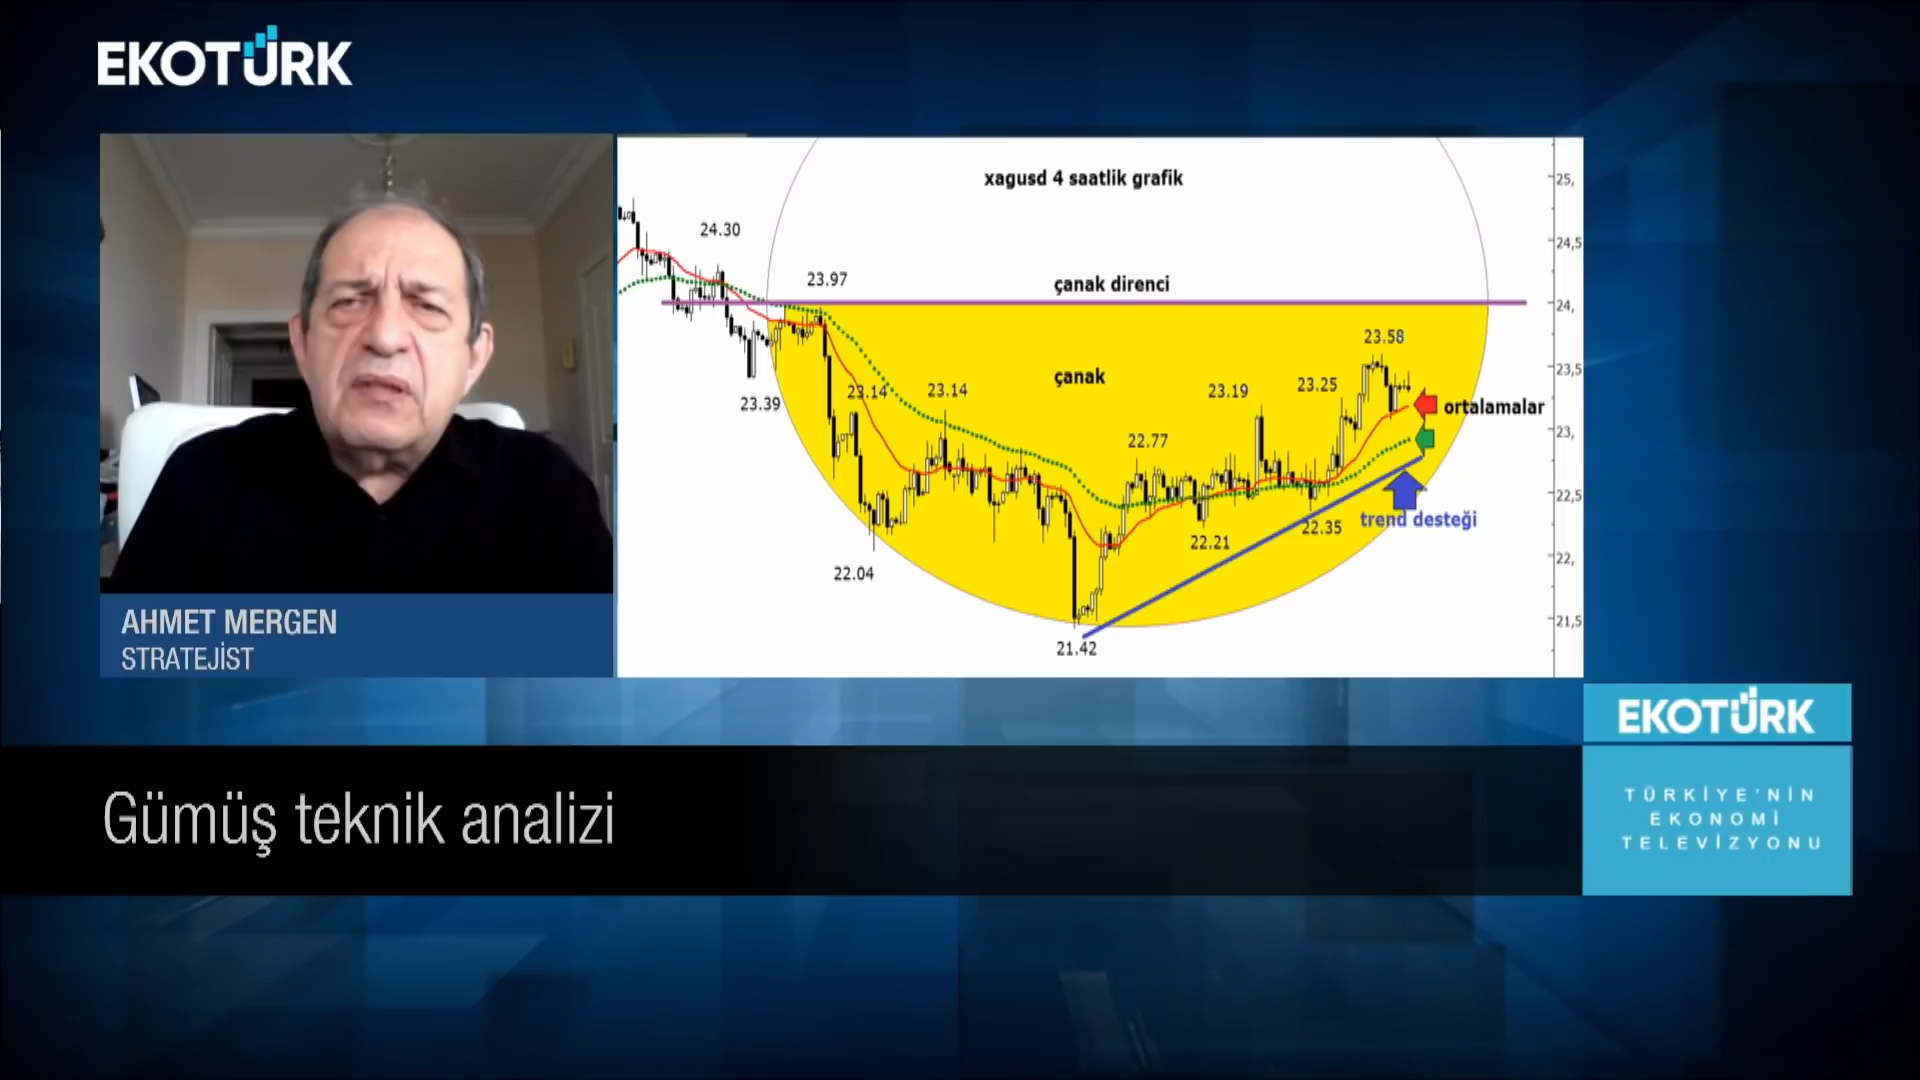 EKOTÜRK
xagusd 4 saatlik grafik
24.30
çanak direnci
23.97
23.58
çanak
23.39
23.14
23.14
23.19
23.25
ortalamalar
22.77
22.04
22.21
22.35
trend desteği
21.42
25,
24,5
24,
23,5
23,
22,5
22,
21,5
AHMET MERGEN
STRATEJİST
EKOTÜRK
TÜRKİYE'NİN
EKONOMİ
TELEVİZYONU
Gümüş teknik analizi